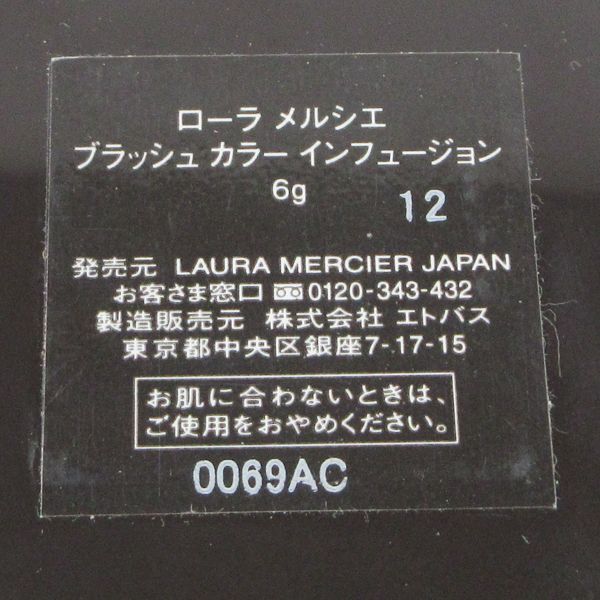 ローラ メルシエ
ブラッシュ カラー インフュージョン
6g
12
発売元 LAURA MERCIER JAPAN
お客さま窓口 0120-343-432
製造販売元 株式会社 エトバス
東京都中央区銀座7-17-15
お肌に合わないときは、
ご使用をおやめください。
0069AC